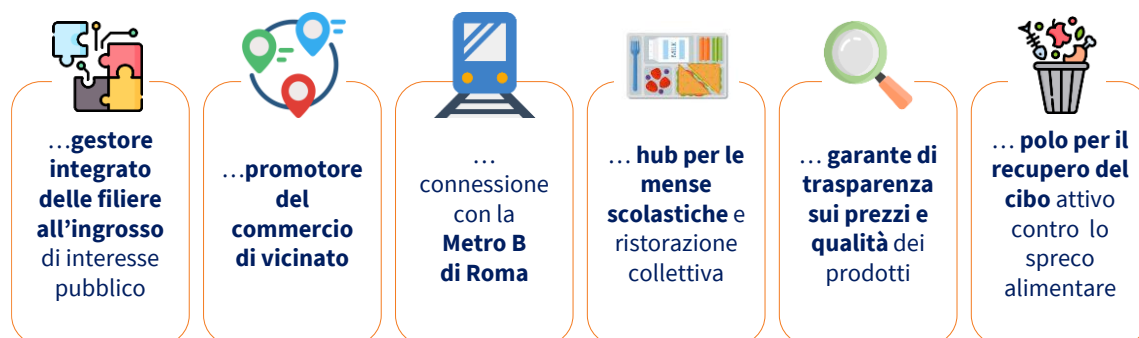 …gestore
integrato
delle filiere
all’ingrosso
di interesse
pubblico
…promotore
del
commercio
di vicinato
…
connessione
con la
Metro B
di Roma
MILK
… hub per le
mense
scolastiche e
ristorazione
collettiva
… garante di
trasparenza
sui prezzi e
qualità dei
prodotti
… polo per il
recupero del
cibo attivo
contro lo
spreco
alimentare